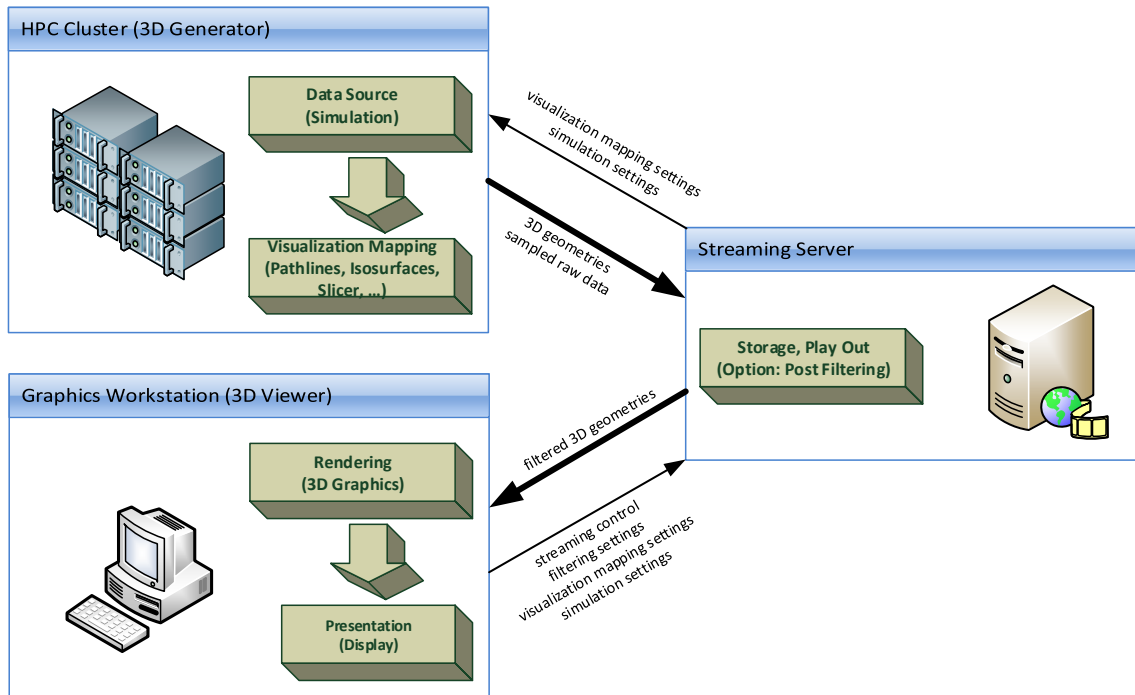 HPC Cluster (3D Generator)
Data Source
(Simulation)
Visualization Mapping
(Pathlines, Isosurfaces,
Slicer, ...)
visualization mapping settings
simulation settings
3D geometries
sampled raw data
Streaming Server
Storage, Play Out
(Option: Post Filtering)
Graphics Workstation (3D Viewer)
Rendering
(3D Graphics)
Presentation
(Display)
filtered 3D geometries
streaming control
filtering settings
visualization mapping settings
simulation settings